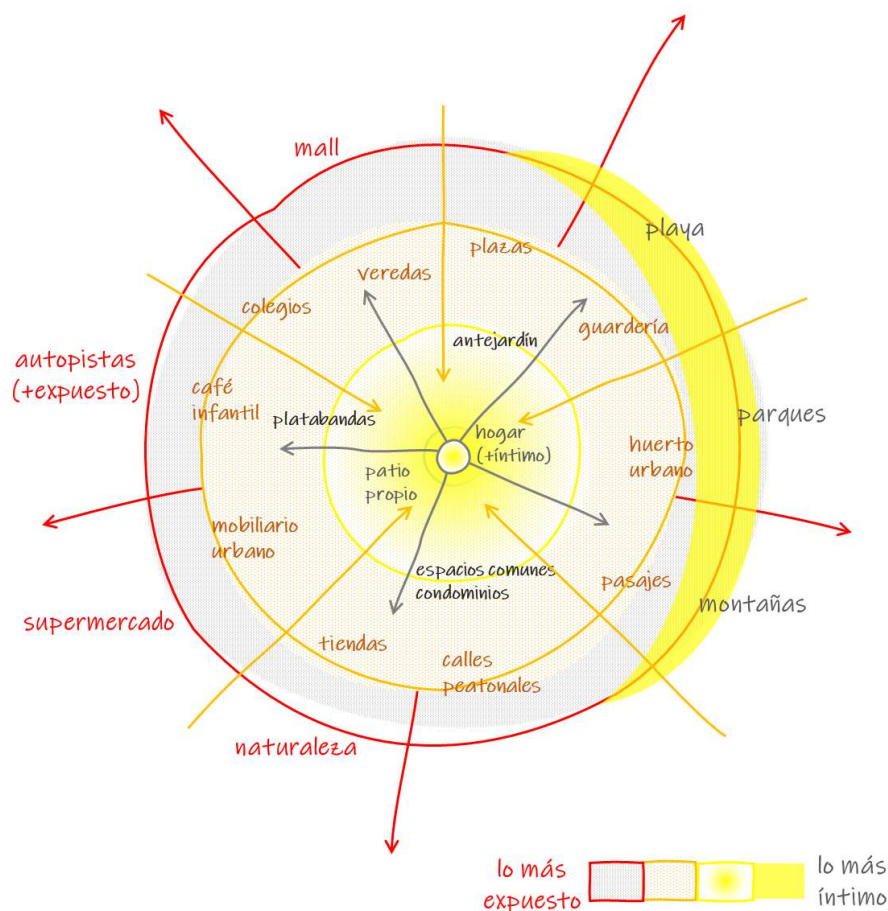 mall
playa
plazas
veredas
colegios
guardería
antejardín
autopistas
(+expuesto)
café
infantil
platabandas
hogar
(+íntimo)
parques
patio
propio
huerto
urbano
mobiliario
urbano
espacios comunes
condominios
pasajes
montañas
supermercado
tiendas
calles
peatonales
naturaleza
lo más
expuesto
lo más
íntimo